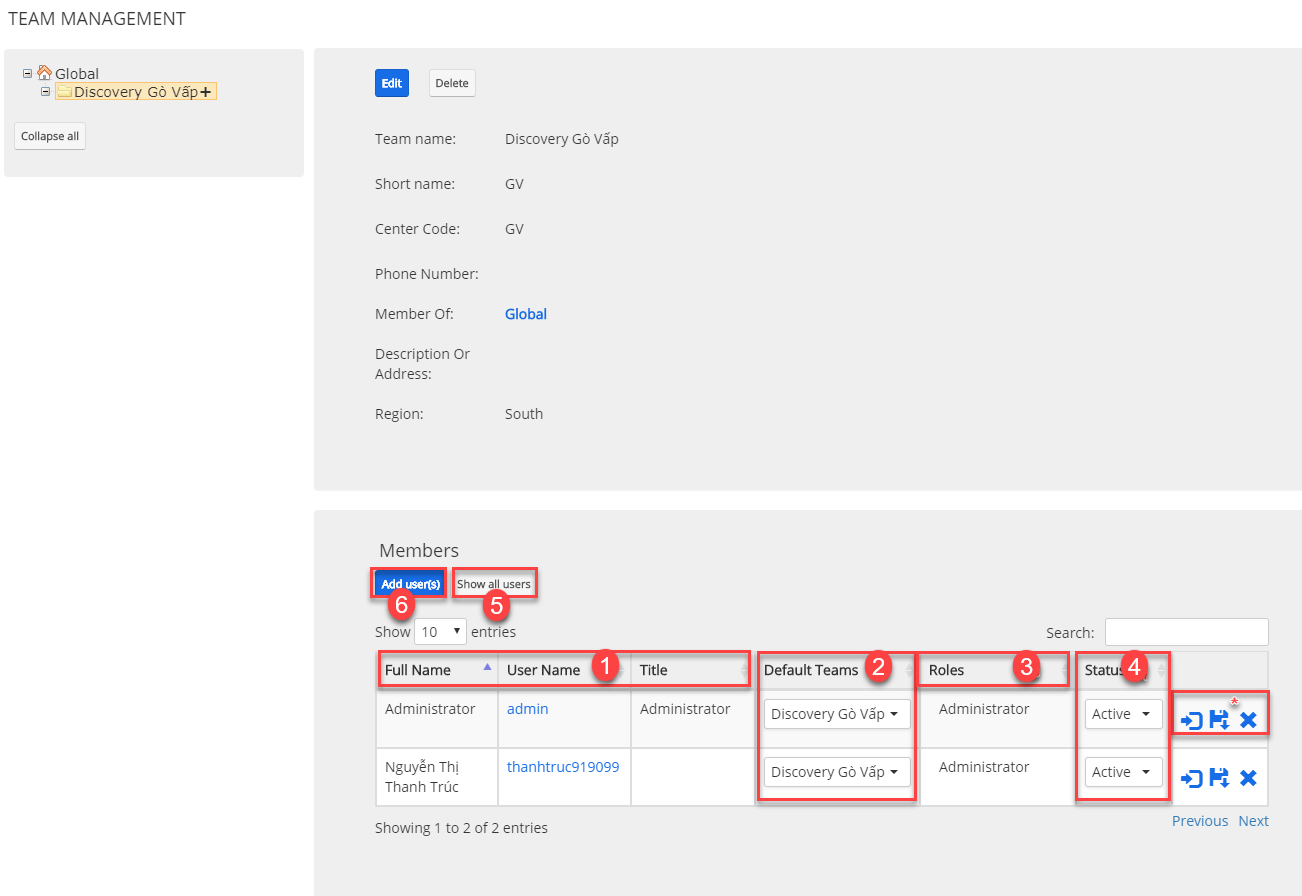 TEAM MANAGEMENT
Global
Discovery Gò Vấp+
Collapse all
Edit Delete
Team name: Discovery Gò Vấp
Short name: GV
Center Code: GV
Phone Number:
Member Of: Global
Description Or
Address:
Region: South
Members
Add user(s) Show all users
6 5
Show 10 entries Search:
Full Name User Name 1 Title Default Teams 2 Roles 3 Status 4
Administrator admin Administrator Discovery Gò Vấp Administrator Active *
Nguyễn Thị
Thanh Trúc thanhtruc919099 Discovery Gò Vấp Administrator Active
Showing 1 to 2 of 2 entries Previous Next